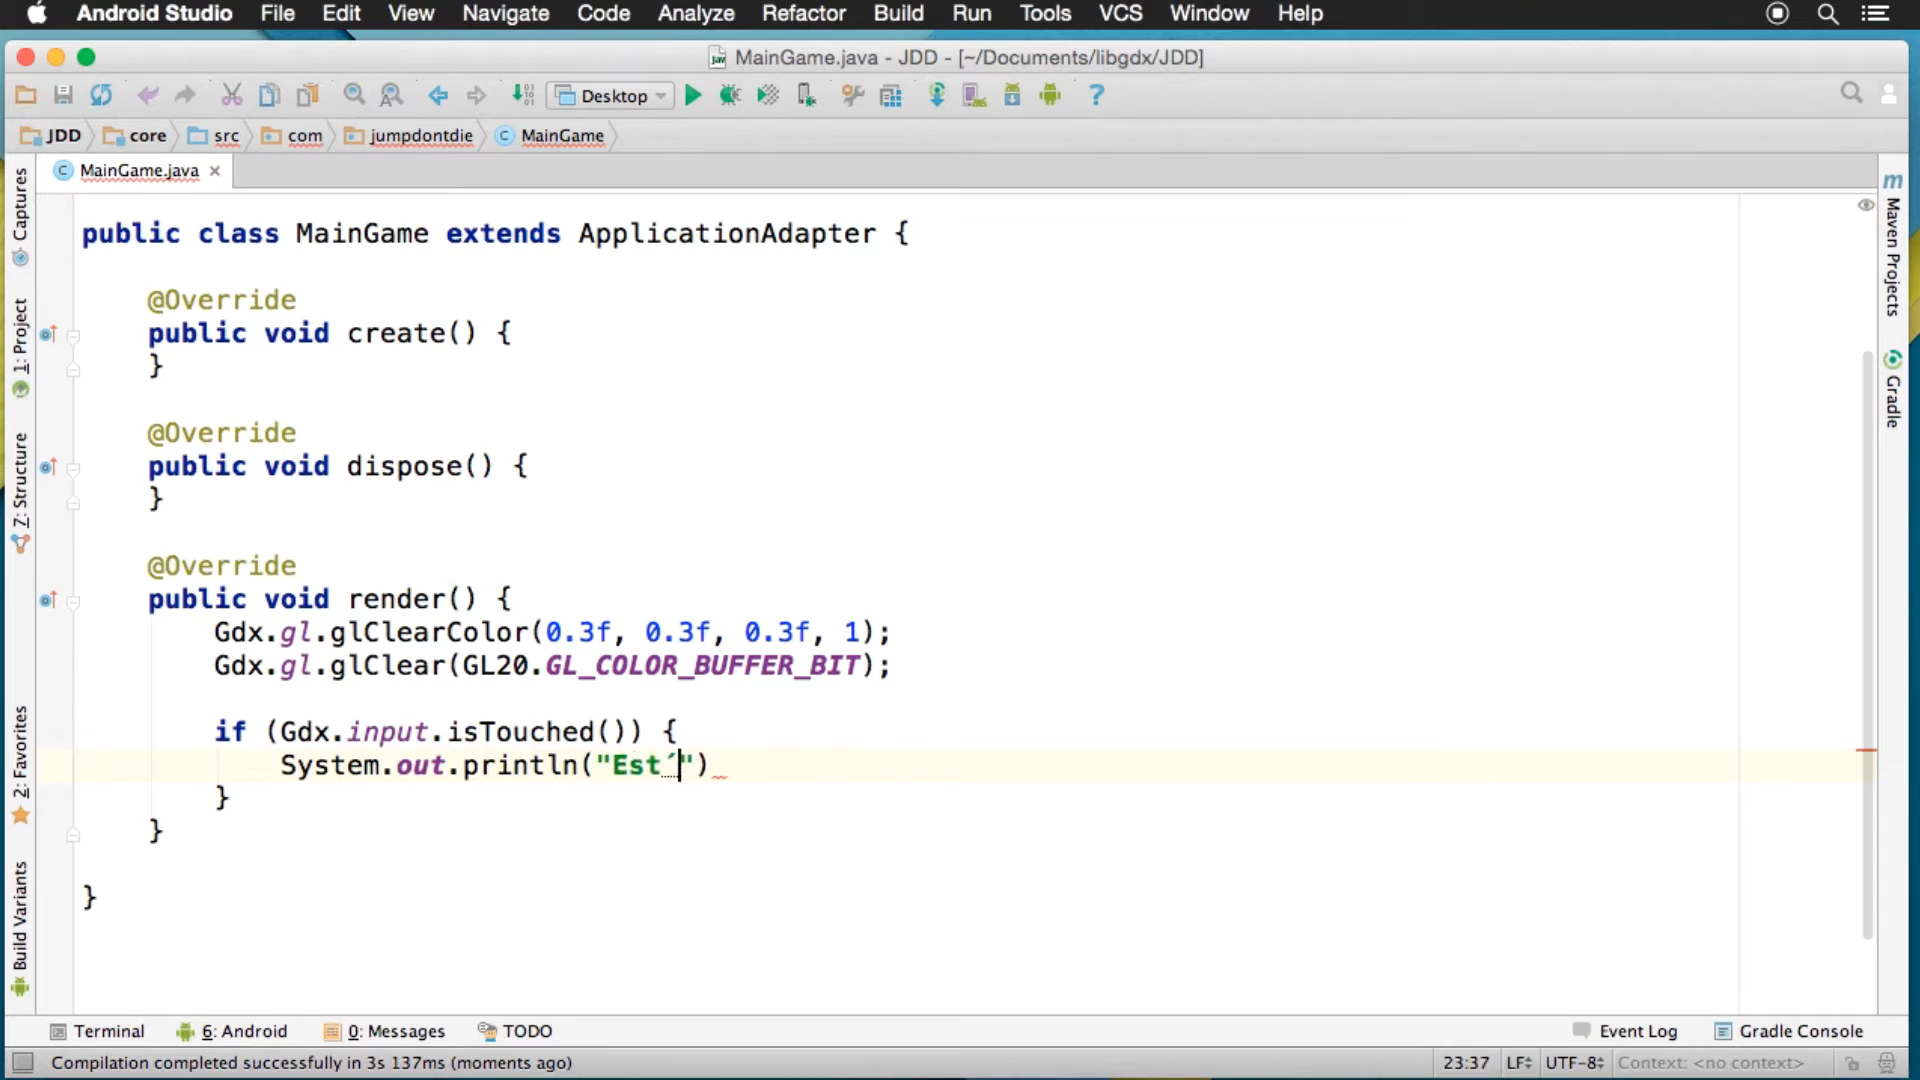 Android Studio File Edit View Navigate Code Analyze Refactor Build Run Tools VCS Window Help
MainGame.java - JDD - [~/Documents/libgdx/JDD]
Desktop
JDD core src com jumpdontdie MainGame
MainGame.java
public class MainGame extends ApplicationAdapter {
@Override
public void create() {
}
@Override
public void dispose() {
}
@Override
public void render() {
Gdx.gl.glClearColor(0.3f, 0.3f, 0.3f, 1);
Gdx.gl.glClear(GL20.GL_COLOR_BUFFER_BIT);
if (Gdx.input.isTouched()) {
System.out.println("Est´")
}
}
}
Captures
1: Project
7: Structure
2: Favorites
Build Variants
Maven Projects
Gradle
Terminal 6: Android 0: Messages TODO Event Log Gradle Console
Compilation completed successfully in 3s 137ms (moments ago) 23:37 LF UTF-8 Context: <no context>